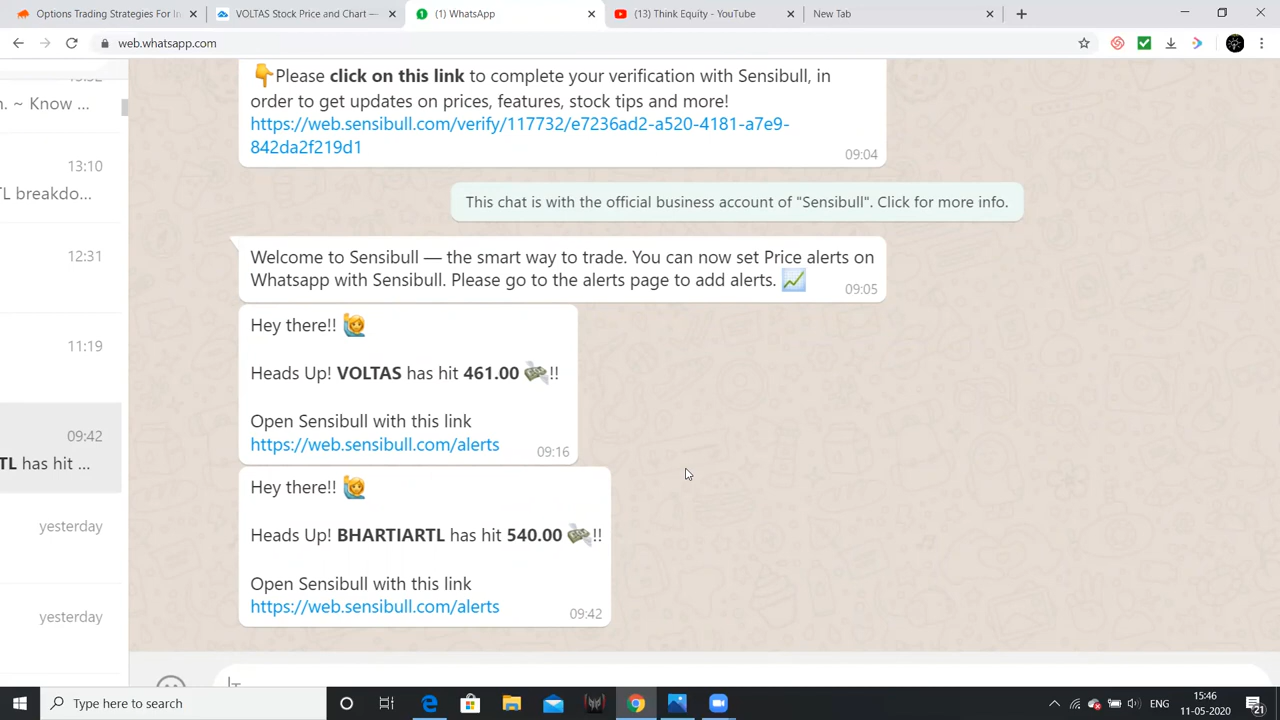 Options Trading Strategies For In
VOLTAS Stock Price and Chart —
(1) WhatsApp
(13) Think Equity - YouTube
New Tab
web.whatsapp.com
n. ~ Know ...
13:10
TL breakdo...
12:31
11:19
09:42
TL has hit ...
yesterday
yesterday
Please click on this link to complete your verification with Sensibull, in
order to get updates on prices, features, stock tips and more!
https://web.sensibull.com/verify/117732/e7236ad2-a520-4181-a7e9-
842da2f219d1
09:04
This chat is with the official business account of "Sensibull". Click for more info.
Welcome to Sensibull — the smart way to trade. You can now set Price alerts on
Whatsapp with Sensibull. Please go to the alerts page to add alerts.
09:05
Hey there!!
Heads Up! VOLTAS has hit 461.00 !!
Open Sensibull with this link
https://web.sensibull.com/alerts
09:16
Hey there!!
Heads Up! BHARTIARTL has hit 540.00 !!
Open Sensibull with this link
https://web.sensibull.com/alerts
09:42
Type here to search
ENG
15:46
11-05-2020
21